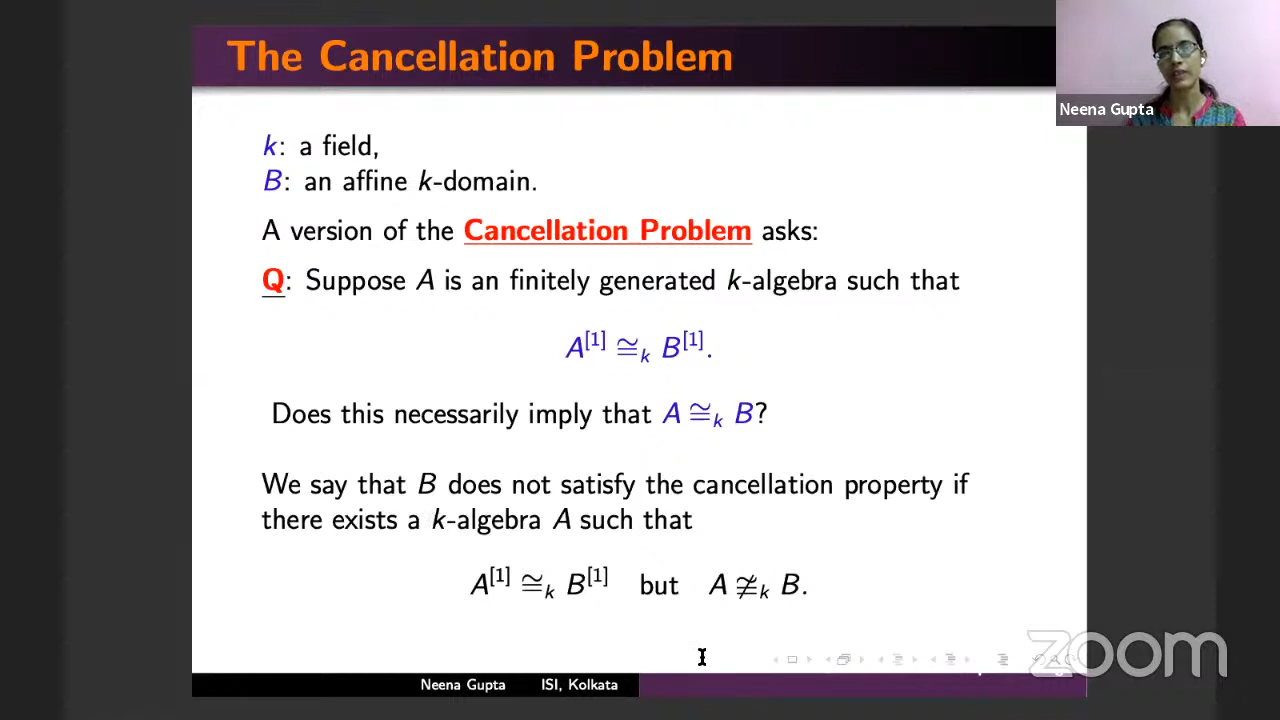 The Cancellation Problem
Neena Gupta
k: a field,
B: an affine k-domain.
A version of the Cancellation Problem asks:
Q: Suppose A is an finitely generated k-algebra such that
A^{[1]} ≅_k B^{[1]}.
Does this necessarily imply that A ≅_k B?
We say that B does not satisfy the cancellation property if
there exists a k-algebra A such that
A^{[1]} ≅_k B^{[1]} but A ≇_k B.
zoom
Neena Gupta ISI, Kolkata